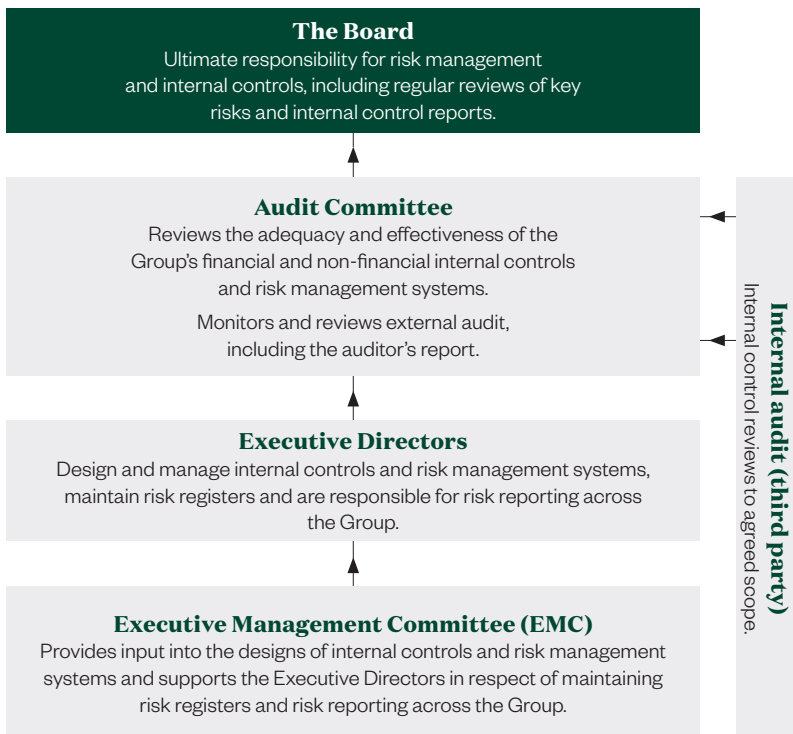 The Board
Ultimate responsibility for risk management
and internal controls, including regular reviews of key
risks and internal control reports.
Audit Committee
Reviews the adequacy and effectiveness of the
Group's financial and non-financial internal controls
and risk management systems.
Monitors and reviews external audit,
including the auditor's report.
Executive Directors
Design and manage internal controls and risk management systems,
maintain risk registers and are responsible for risk reporting across
the Group.
Executive Management Committee (EMC)
Provides input into the designs of internal controls and risk management
systems and supports the Executive Directors in respect of maintaining
risk registers and risk reporting across the Group.
Internal audit (third party)
Internal control reviews to agreed scope.